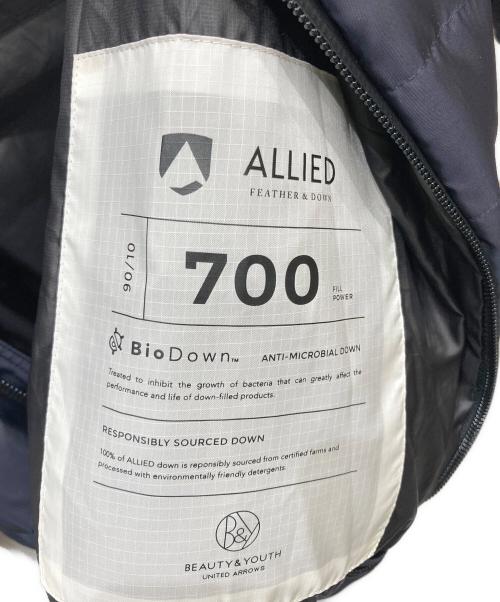 ALLIED
FEATHER & DOWN
90/10
700
FILL
POWER
BioDown™
ANTI-MICROBIAL DOWN
Treated to inhibit the growth of bacteria that can greatly affect the
performance and life of down-filled products.
RESPONSIBLY SOURCED DOWN
100% of ALLIED down is reponsibly sourced from certified farms and
processed with environmentally friendly detergents.
B&Y
BEAUTY & YOUTH
UNITED ARROWS